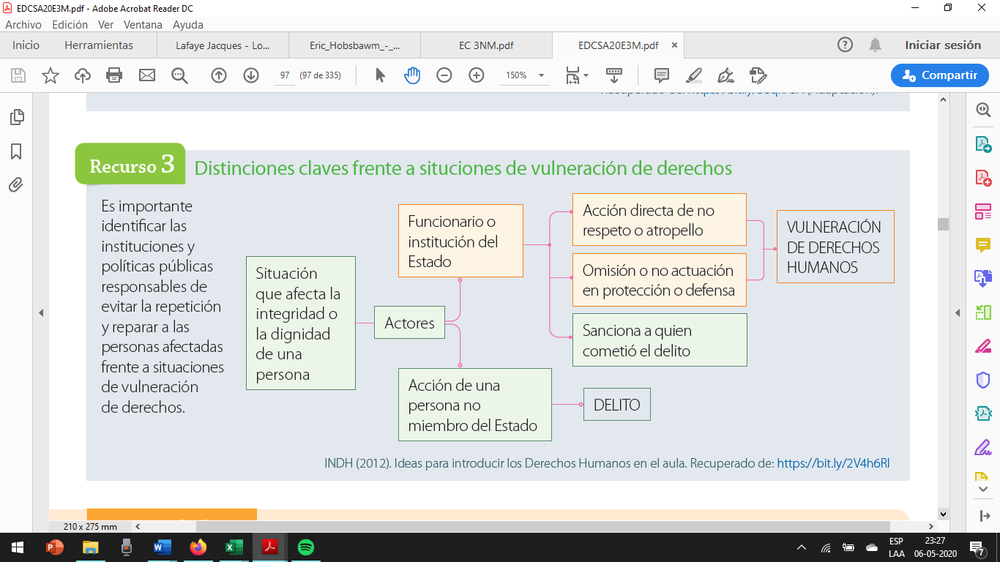 EDCSA20E3M.pdf - Adobe Acrobat Reader DC
Archivo Edición Ver Ventana Ayuda
Inicio Herramientas Lafaye Jacques - Lo... Eric_Hobsbawm_-_... EC 3NM.pdf EDCSA20E3M.pdf × Iniciar sesión
97 (97 de 335) 150% Compartir
Recurso 3 Distinciones claves frente a situciones de vulneración de derechos
Es importante
identificar las
instituciones y
políticas públicas
responsables de
evitar la repetición
y reparar a las
personas afectadas
frente a situaciones
de vulneración
de derechos.
Situación
que afecta la
integridad o
la dignidad
de una
persona
Actores
Funcionario o
institución del
Estado
Acción directa de no
respeto o atropello
Omisión o no actuación
en protección o defensa
Sanciona a quien
cometió el delito
VULNERACIÓN
DE DERECHOS
HUMANOS
Acción de una
persona no
miembro del Estado
DELITO
INDH (2012). Ideas para introducir los Derechos Humanos en el aula. Recuperado de: https://bit.ly/2V4h6Rl
210 x 275 mm
ESP
LAA
23:27
06-05-2020
7